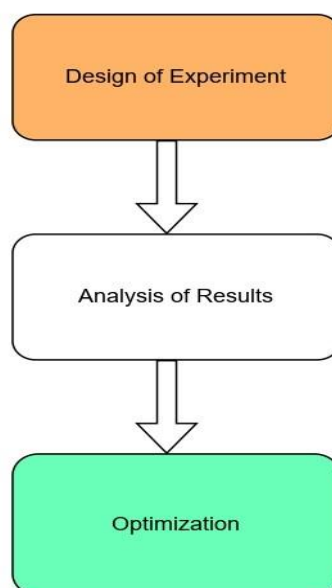 Design of Experiment
Analysis of Results
Optimization